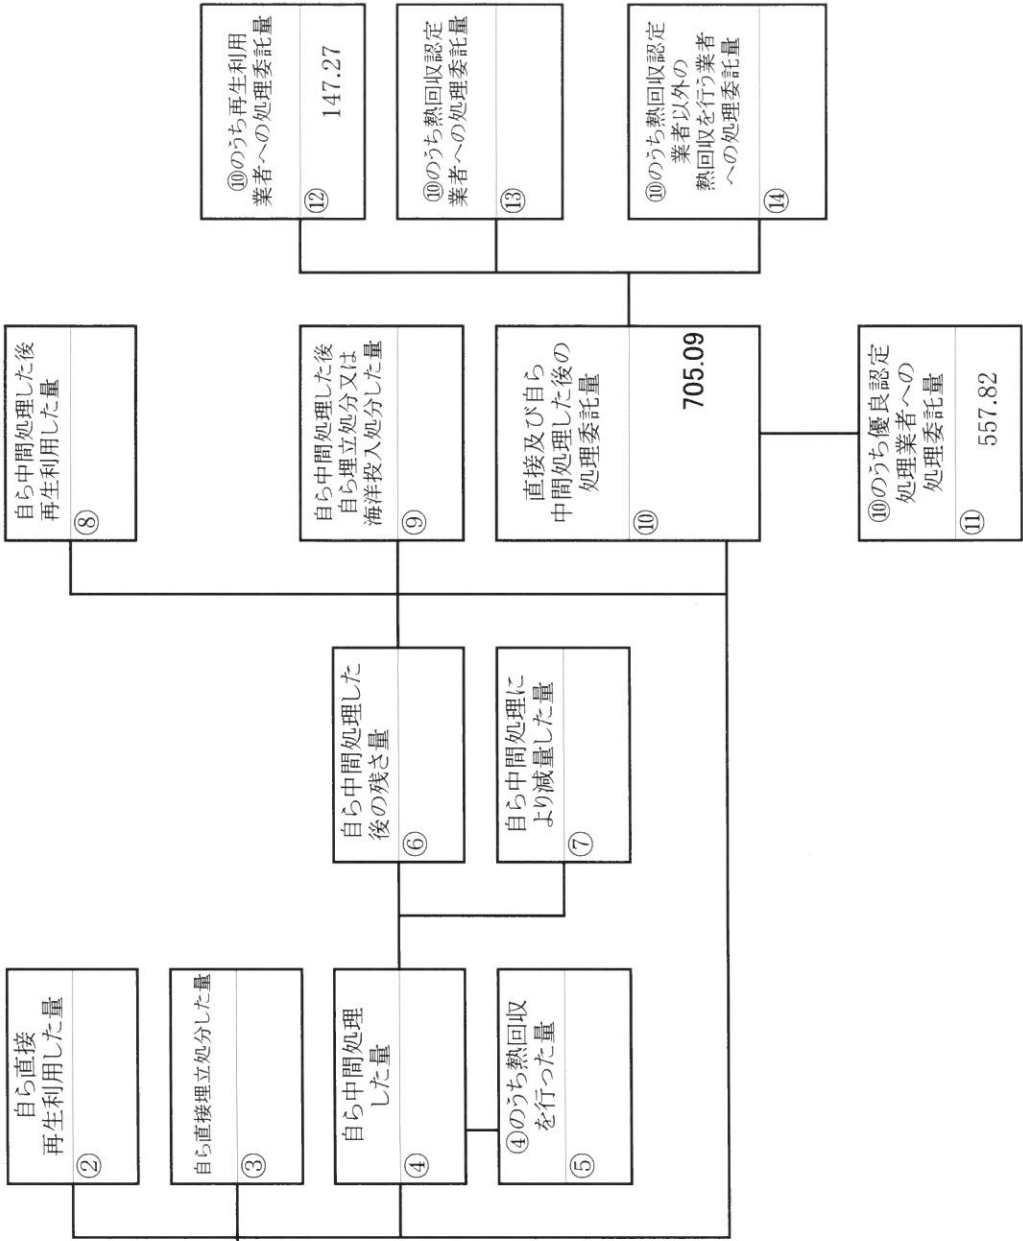 自ら直接
再生利用した量
②
自ら直接埋立処分した量
③
自ら中間処理
した量
④
④のうち熱回収
を行った量
⑤
自ら中間処理した
後の残さ量
⑥
自ら中間処理に
より減量した量
⑦
自ら中間処理した後
再生利用した量
⑧
自ら中間処理した後
自ら埋立処分又は
海洋投入処分した量
⑨
直接及び自ら
中間処理した後の
処理委託量
⑩
705.09
⑩のうち優良認定
処理業者への
処理委託量
⑪
557.82
⑩のうち再生利用
業者への処理委託量
⑫
147.27
⑩のうち熱回収認定
業者への処理委託量
⑬
⑩のうち熱回収認定
業者以外の
熱回収を行う業者
への処理委託量
⑭